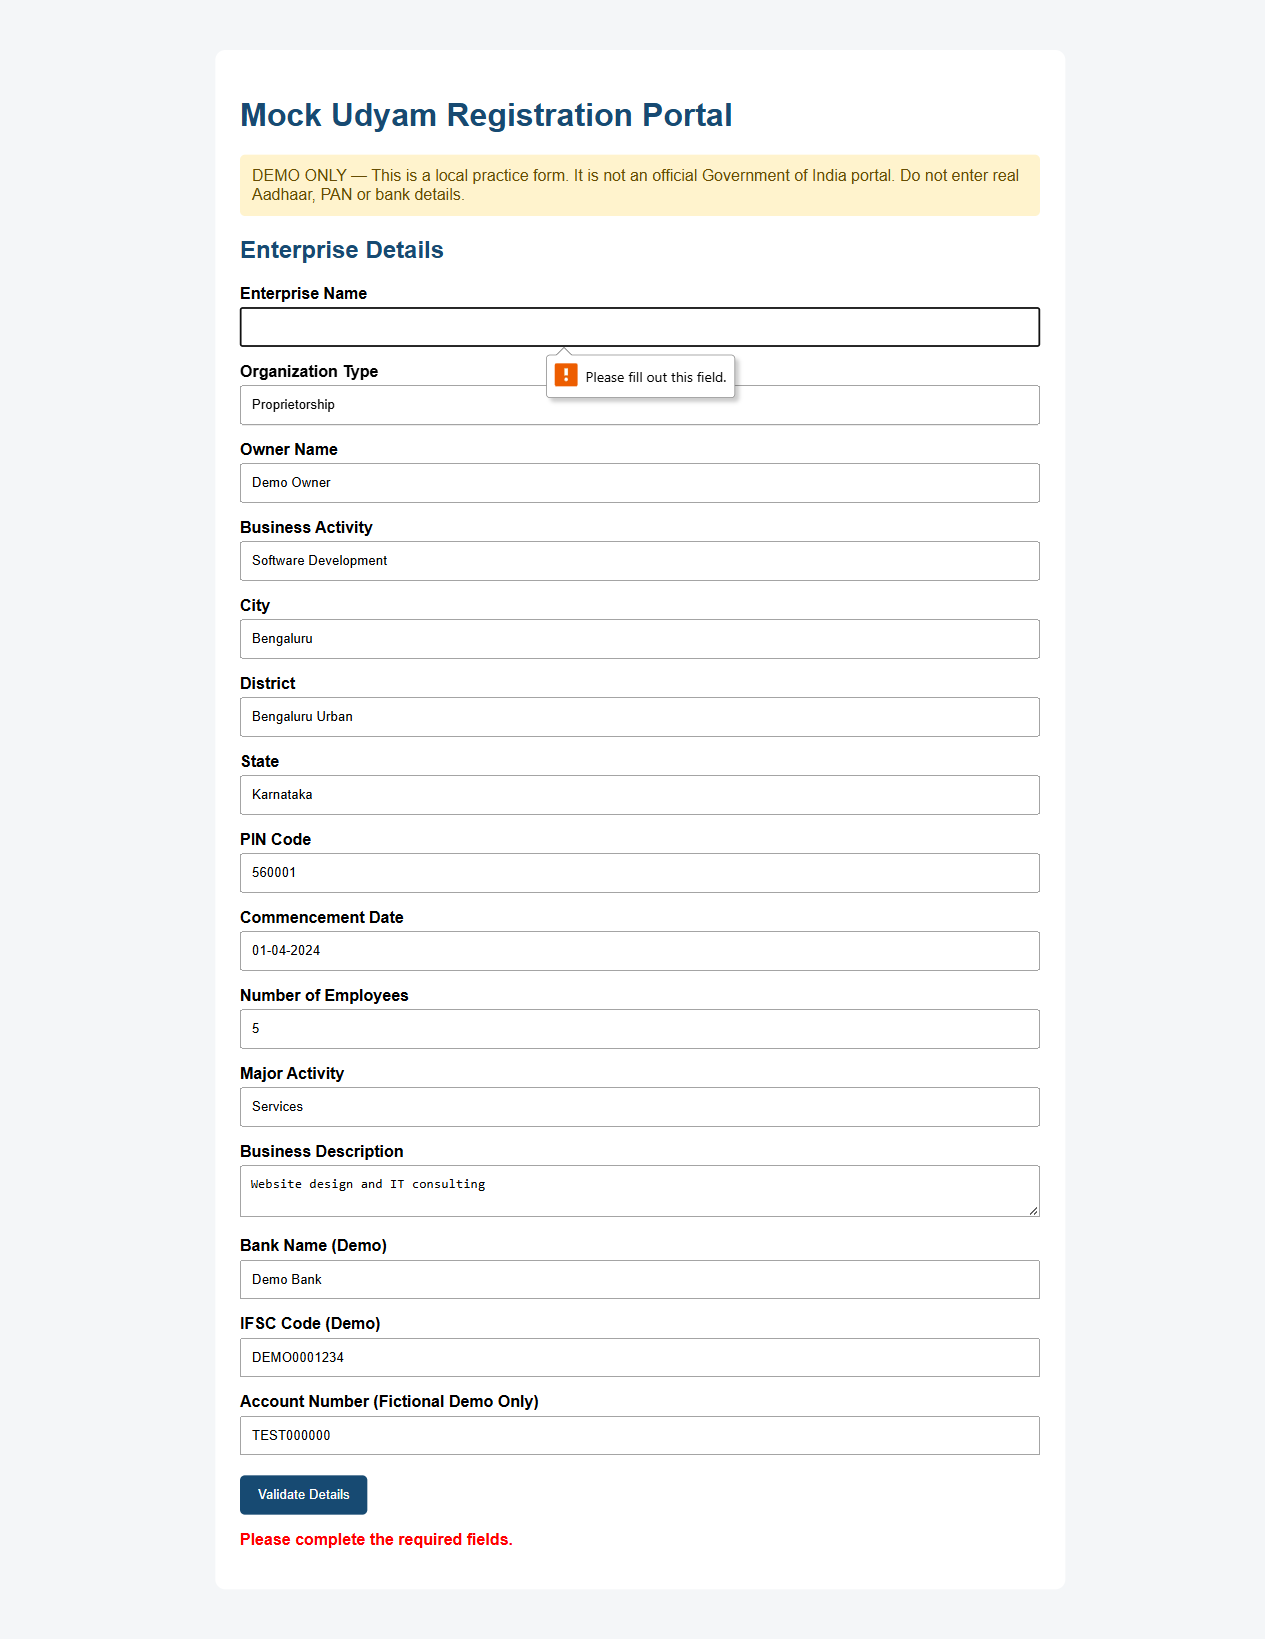 Mock Udyam Registration Portal
DEMO ONLY — This is a local practice form. It is not an official Government of India portal. Do not enter real
Aadhaar, PAN or bank details.
Enterprise Details
Enterprise Name
Please fill out this field.
Organization Type
Proprietorship
Owner Name
Demo Owner
Business Activity
Software Development
City
Bengaluru
District
Bengaluru Urban
State
Karnataka
PIN Code
560001
Commencement Date
01-04-2024
Number of Employees
5
Major Activity
Services
Business Description
Website design and IT consulting
Bank Name (Demo)
Demo Bank
IFSC Code (Demo)
DEMO0001234
Account Number (Fictional Demo Only)
TEST000000
Validate Details
Please complete the required fields.